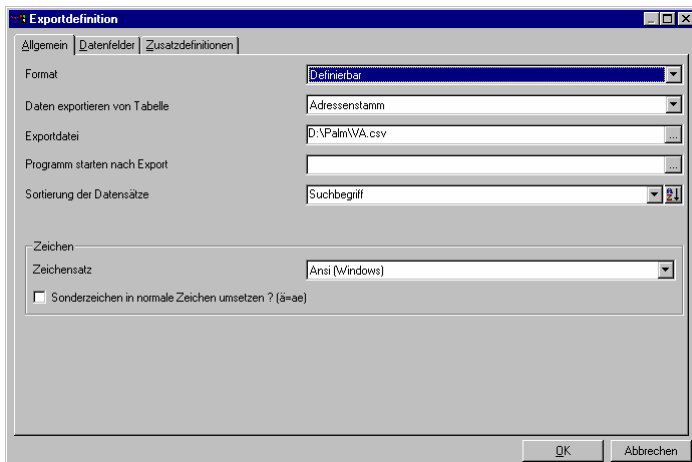 Exportdefinition
Allgemein Datenfelder Zusatzdefinitionen
Format Definierbar
Daten exportieren von Tabelle Adressenstamm
Exportdatei D:\Palm\VA.csv ...
Programm starten nach Export ...
Sortierung der Datensätze Suchbegriff
Zeichen
Zeichensatz Ansi (Windows)
Sonderzeichen in normale Zeichen umsetzen ? (ä=ae)
OK Abbrechen